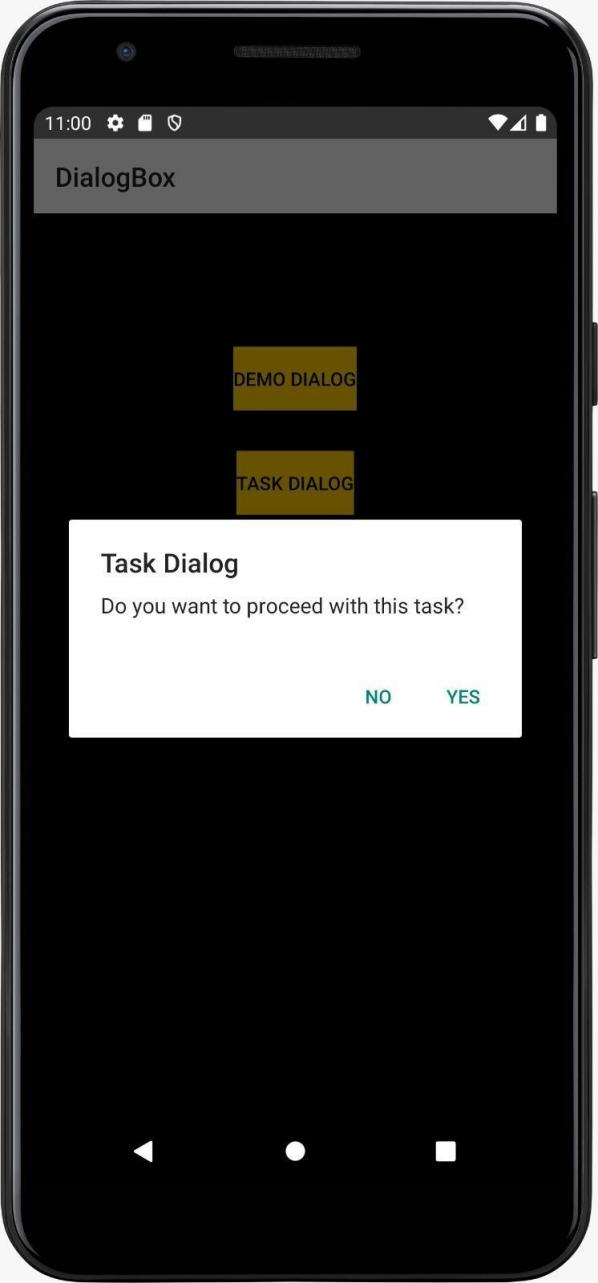 11:00
DialogBox
DEMO DIALOG
TASK DIALOG
Task Dialog
Do you want to proceed with this task?
NO YES